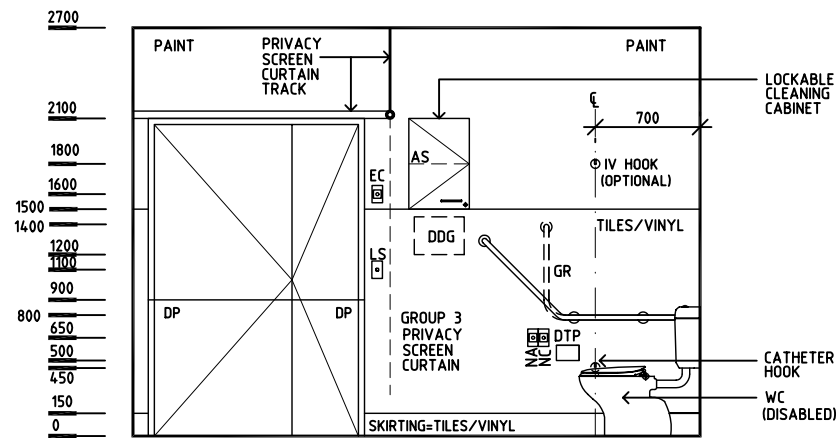 2700
2100
1800
1600
1500
1400
1200
1100
900
800
650
500
450
150
0
PAINT
PRIVACY
SCREEN
CURTAIN
TRACK
PAINT
LOCKABLE
CLEANING
CABINET
700
AS
IV HOOK
(OPTIONAL)
EC
TILES/VINYL
DDG
LS
GR
DP
DP
GROUP 3
PRIVACY
SCREEN
CURTAIN
NA
NC
DTP
CATHETER
HOOK
WC
(DISABLED)
SKIRTING=TILES/VINYL